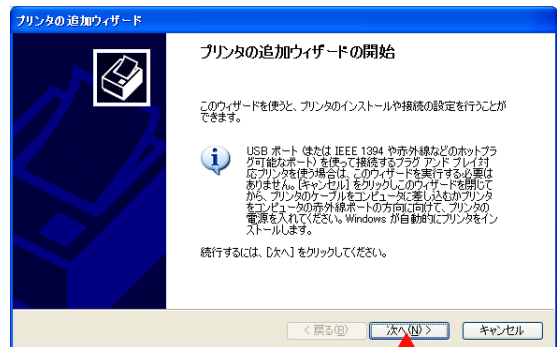 プリンタの追加ウィザード
プリンタの追加ウィザードの開始
このウィザードを使うと、プリンタのインストールや接続の設定を行うことが
できます。
USB ポート (または IEEE 1394 や赤外線などのホットプラ
グ可能なポート) を使って接続するプラグ アンド プレイ対
応プリンタを使う場合は、このウィザードを実行する必要は
ありません。[キャンセル] をクリックしこのウィザードを閉じて
から、プリンタのケーブルをコンピュータに差し込むかプリンタ
をコンピュータの赤外線ポートの方向に向けて、プリンタの
電源を入れてください。Windows が自動的にプリンタをイン
ストールします。
続行するには、[次へ] をクリックしてください。
< 戻る(B) 次へ(N) > キャンセル